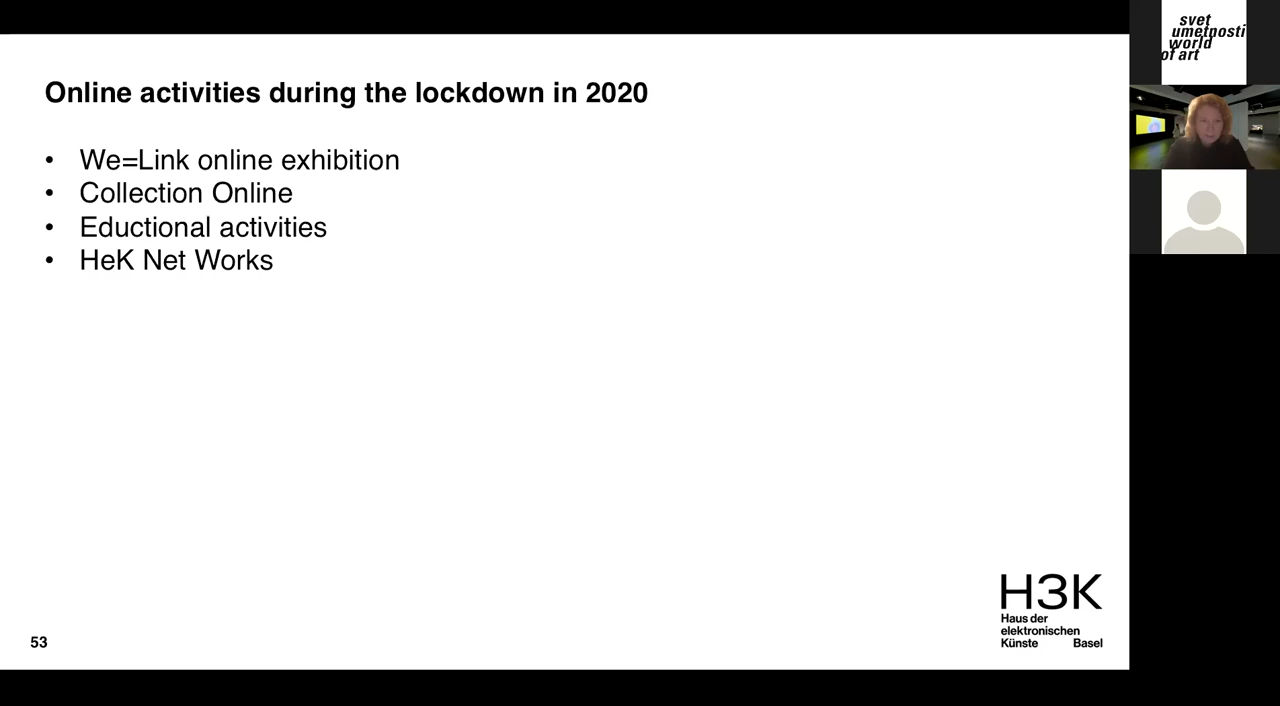 Online activities during the lockdown in 2020
• We=Link online exhibition
• Collection Online
• Eductional activities
• HeK Net Works
53
H3K
Haus der
elektronischen
Künste Basel
svet
umetnosti
world
of art